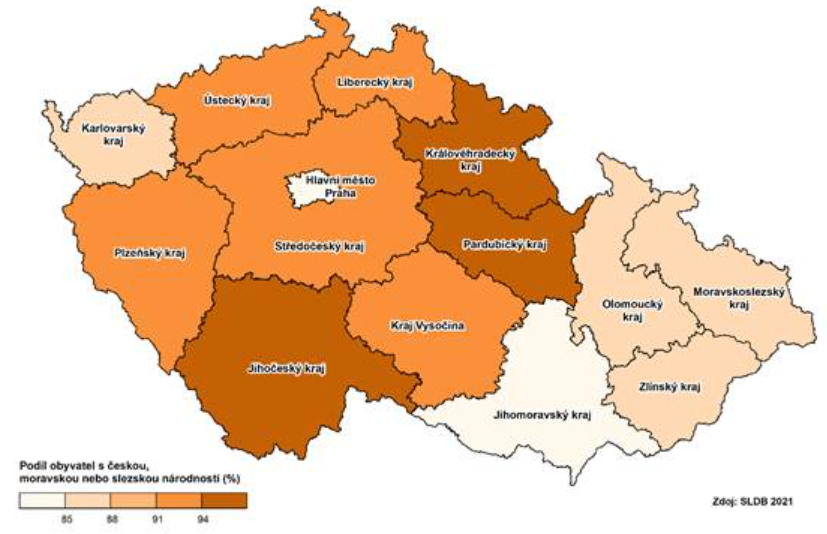 Liberecký kraj
Ústecký kraj
Karlovarský
kraj
Královéhradecký
kraj
Hlavní město
Praha
Středočeský kraj
Pardubický kraj
Plzeňský kraj
Moravskoslezský
kraj
Olomoucký
kraj
Kraj Vysočina
Jihočeský kraj
Zlínský kraj
Jihomoravský kraj
Podíl obyvatel s českou,
moravskou nebo slezskou národností (%)
85 88 91 94
Zdoj: SLDB 2021